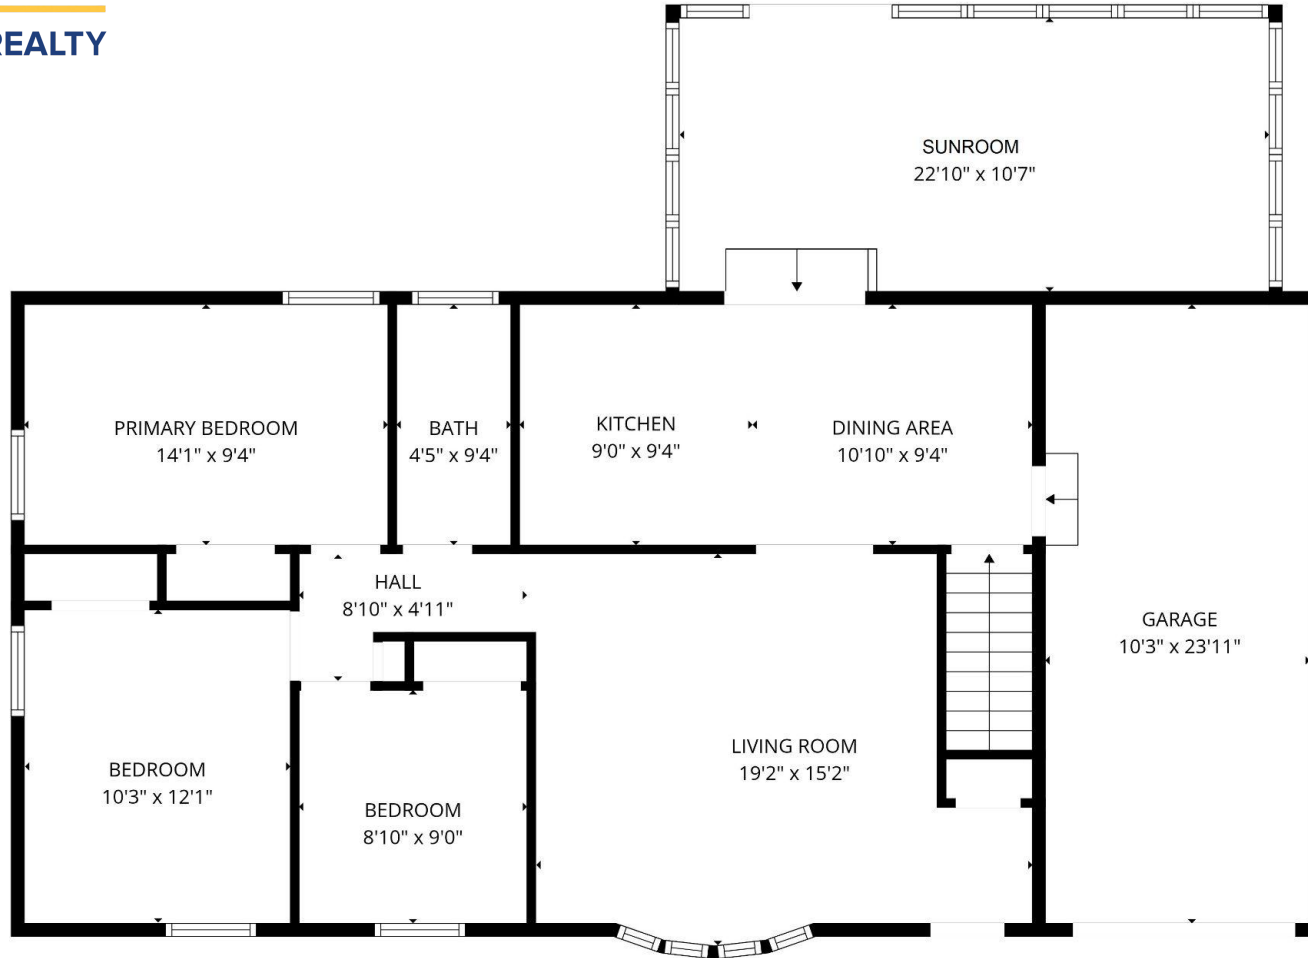 REALTY
SUNROOM
22'10" x 10'7"
PRIMARY BEDROOM
14'1" x 9'4"
BATH
4'5" x 9'4"
KITCHEN
9'0" x 9'4"
DINING AREA
10'10" x 9'4"
HALL
8'10" x 4'11"
GARAGE
10'3" x 23'11"
LIVING ROOM
19'2" x 15'2"
BEDROOM
10'3" x 12'1"
BEDROOM
8'10" x 9'0"